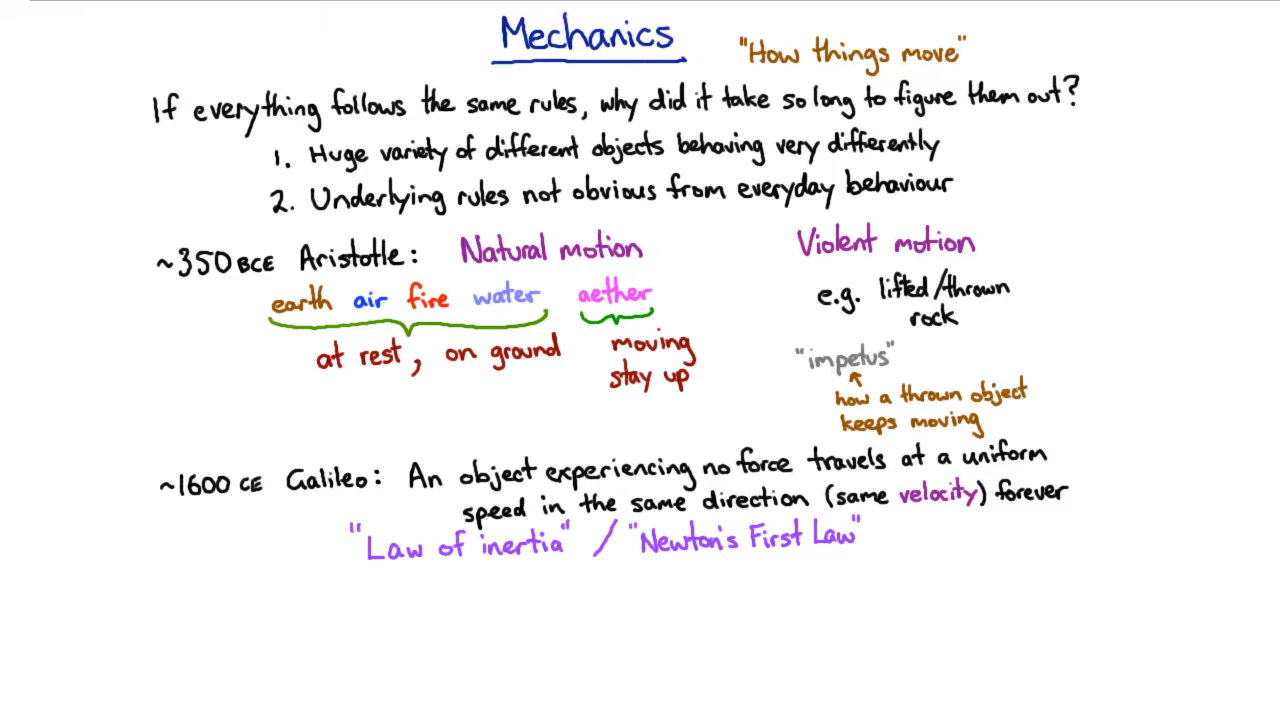 Mechanics
"How things move"
If everything follows the same rules, why did it take so long to figure them out?
1. Huge variety of different objects behaving very differently
2. Underlying rules not obvious from everyday behaviour
~350 BCE Aristotle: Natural motion
earth air fire water aether
at rest, on ground
moving
stay up
Violent motion
e.g. lifted/thrown
rock
"impetus"
how a thrown object
keeps moving
~1600 CE Galileo: An object experiencing no force travels at a uniform
speed in the same direction (same velocity) forever
"Law of inertia" / "Newton's First Law"